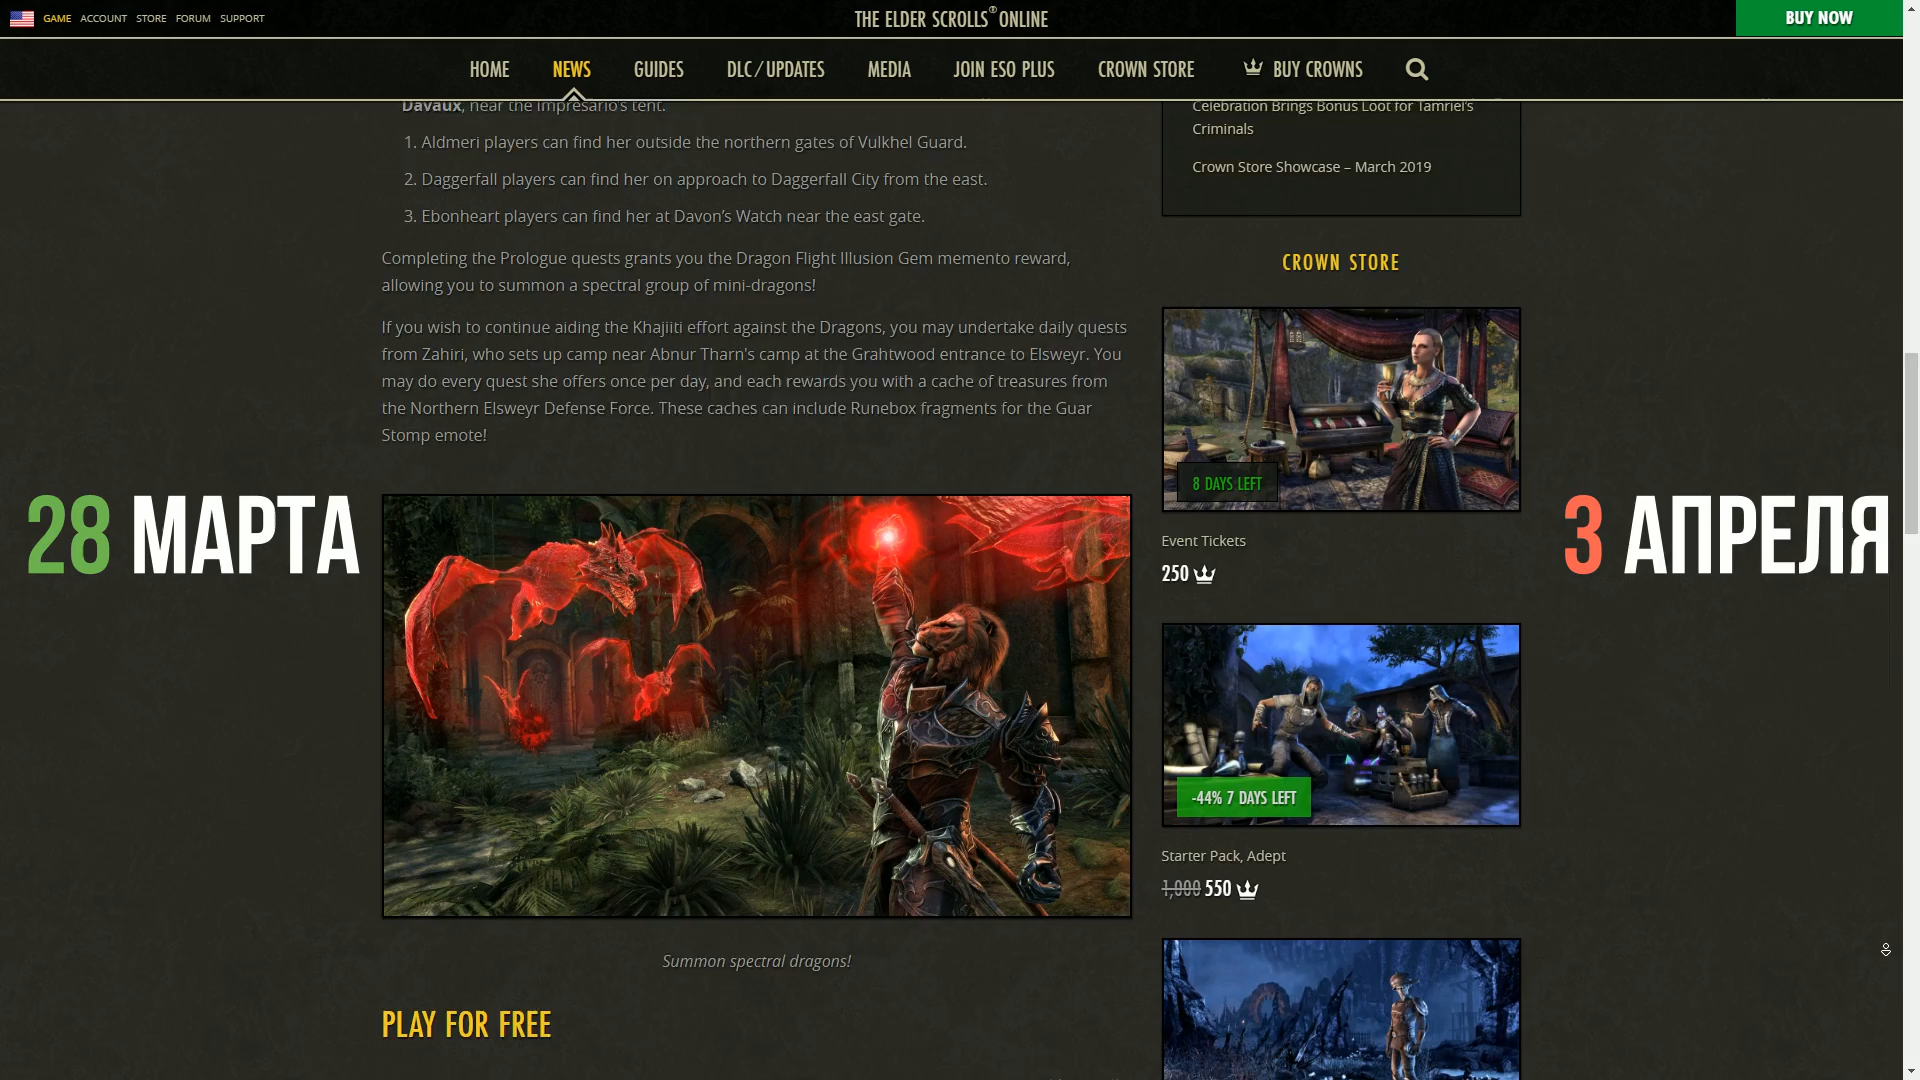 GAME ACCOUNT STORE FORUM SUPPORT
THE ELDER SCROLLS® ONLINE
BUY NOW
HOME NEWS GUIDES DLC/UPDATES MEDIA JOIN ESO PLUS CROWN STORE BUY CROWNS
Davaux, near the Impresario's tent.
1. Aldmeri players can find her outside the northern gates of Vulkhel Guard.
2. Daggerfall players can find her on approach to Daggerfall City from the east.
3. Ebonheart players can find her at Davon's Watch near the east gate.
Completing the Prologue quests grants you the Dragon Flight Illusion Gem memento reward,
allowing you to summon a spectral group of mini-dragons!
If you wish to continue aiding the Khajiiti effort against the Dragons, you may undertake daily quests
from Zahiri, who sets up camp near Abnur Tharn's camp at the Grahtwood entrance to Elsweyr. You
may do every quest she offers once per day, and each rewards you with a cache of treasures from
the Northern Elsweyr Defense Force. These caches can include Runebox fragments for the Guar
Stomp emote!
28 МАРТА
Summon spectral dragons!
PLAY FOR FREE
Celebration Brings Bonus Loot for Tamriel's
Criminals
Crown Store Showcase – March 2019
CROWN STORE
8 DAYS LEFT
Event Tickets
250
-44% 7 DAYS LEFT
Starter Pack, Adept
1,000 550
3 АПРЕЛЯ